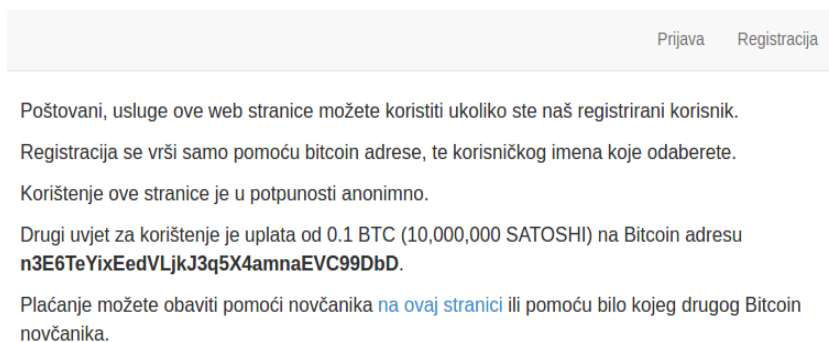 Prijava Registracija
Poštovani, usluge ove web stranice možete koristiti ukoliko ste naš registrirani korisnik.
Registracija se vrši samo pomoću bitcoin adrese, te korisničkog imena koje odaberete.
Korištenje ove stranice je u potpunosti anonimno.
Drugi uvjet za korištenje je uplata od 0.1 BTC (10,000,000 SATOSHI) na Bitcoin adresu
n3E6TeYixEedVLjkJ3q5X4amnaEVC99DbD.
Plaćanje možete obaviti pomoći novčanika na ovaj stranici ili pomoću bilo kojeg drugog Bitcoin
novčanika.